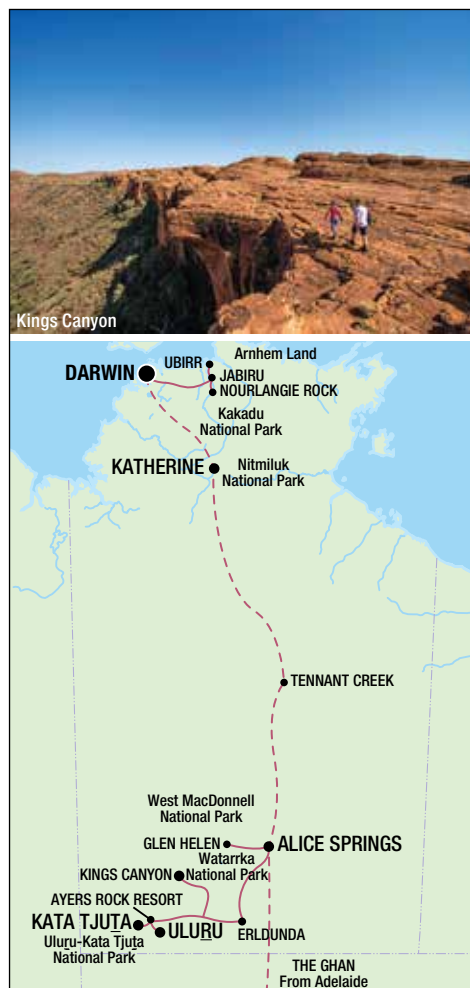 Kings Canyon
UBIRR
Arnhem Land
DARWIN
JABIRU
NOURLANGIE ROCK
Kakadu
National Park
KATHERINE
Nitmiluk
National Park
TENNANT CREEK
West MacDonnell
National Park
GLEN HELEN
ALICE SPRINGS
Watarrka
National Park
KINGS CANYON
AYERS ROCK RESORT
KATA TJUṮA
ULUṞU
ERLDUNDA
Uluṟu-Kata Tjuṯa
National Park
THE GHAN
From Adelaide